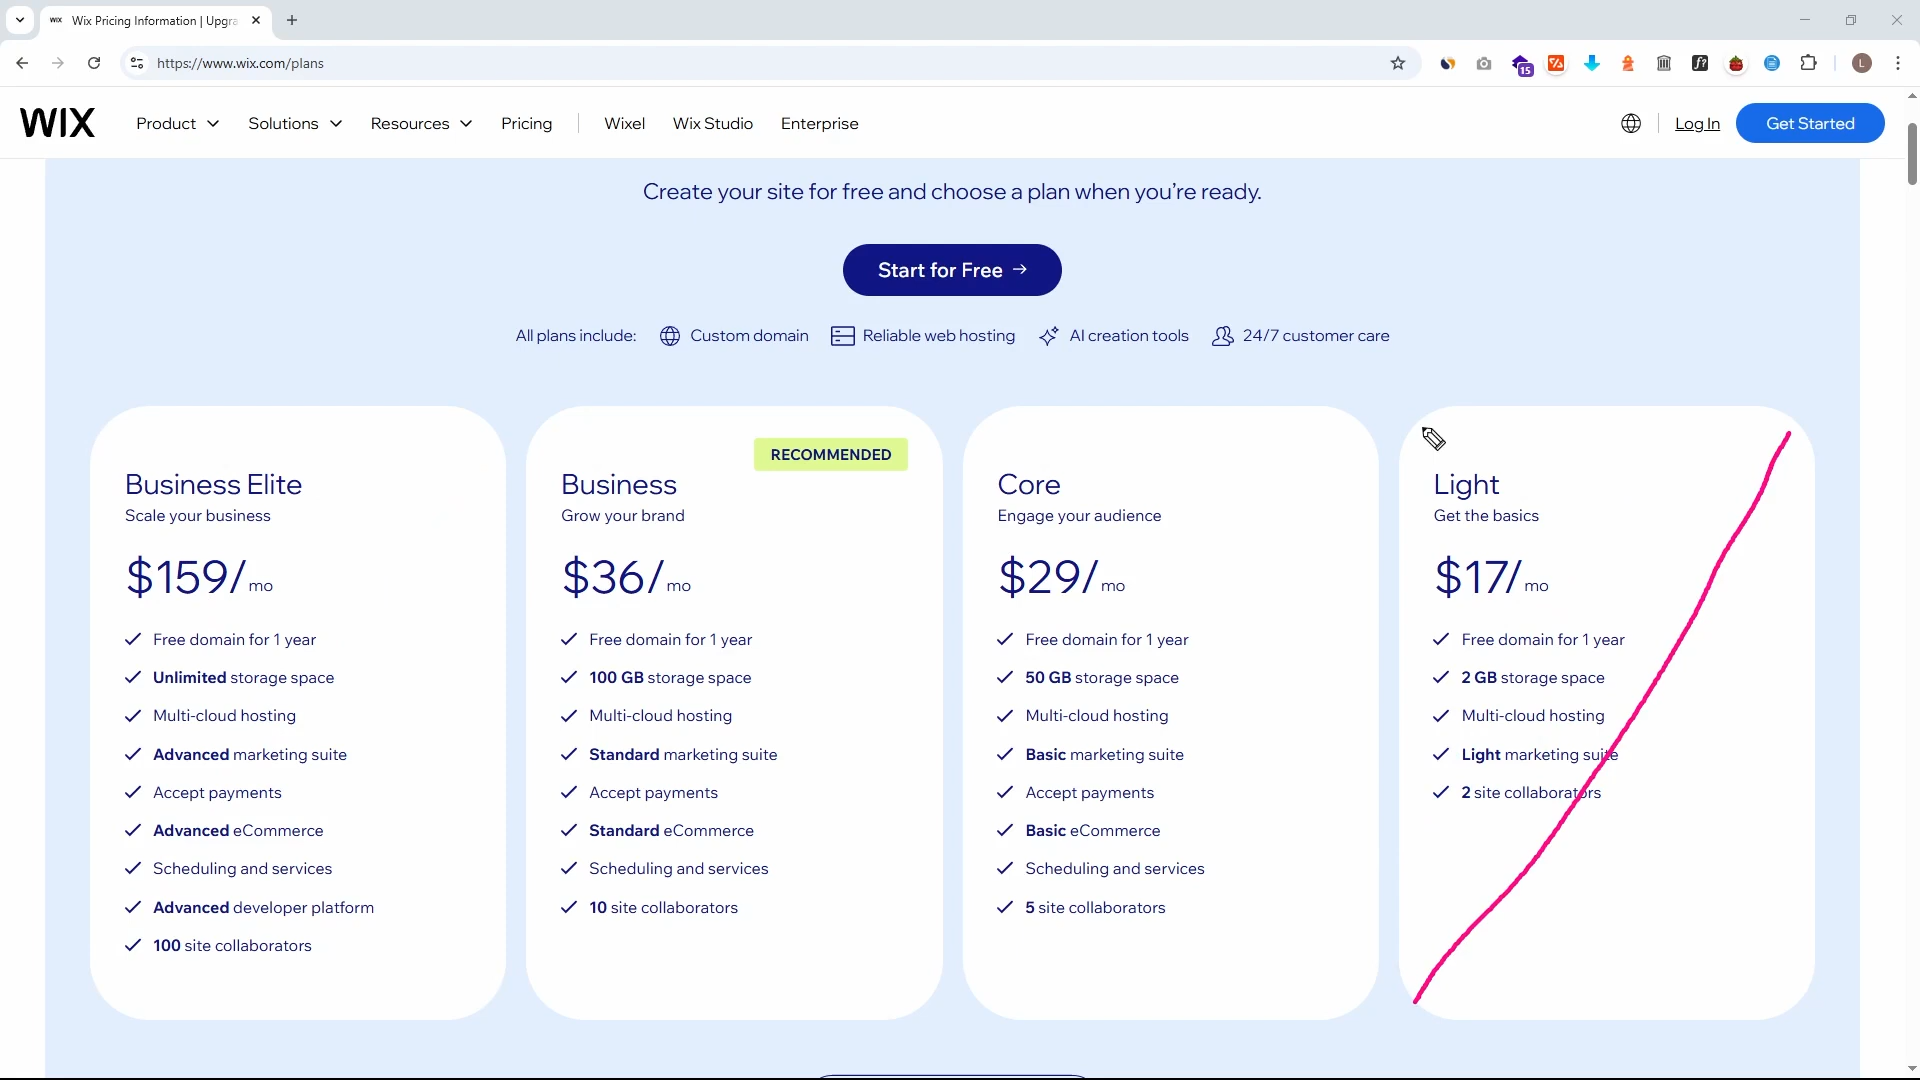 WIX Wix Pricing Information | Upgra
https://www.wix.com/plans
15
f?
L
WIX Product Solutions Resources Pricing Wixel Wix Studio Enterprise Log In Get Started
Create your site for free and choose a plan when you’re ready.
Start for Free →
All plans include: Custom domain Reliable web hosting AI creation tools 24/7 customer care
Business Elite
Scale your business
$159/mo
Free domain for 1 year
Unlimited storage space
Multi-cloud hosting
Advanced marketing suite
Accept payments
Advanced eCommerce
Scheduling and services
Advanced developer platform
100 site collaborators
RECOMMENDED
Business
Grow your brand
$36/mo
Free domain for 1 year
100 GB storage space
Multi-cloud hosting
Standard marketing suite
Accept payments
Standard eCommerce
Scheduling and services
10 site collaborators
Core
Engage your audience
$29/mo
Free domain for 1 year
50 GB storage space
Multi-cloud hosting
Basic marketing suite
Accept payments
Basic eCommerce
Scheduling and services
5 site collaborators
Light
Get the basics
$17/mo
Free domain for 1 year
2 GB storage space
Multi-cloud hosting
Light marketing suite
2 site collaborators